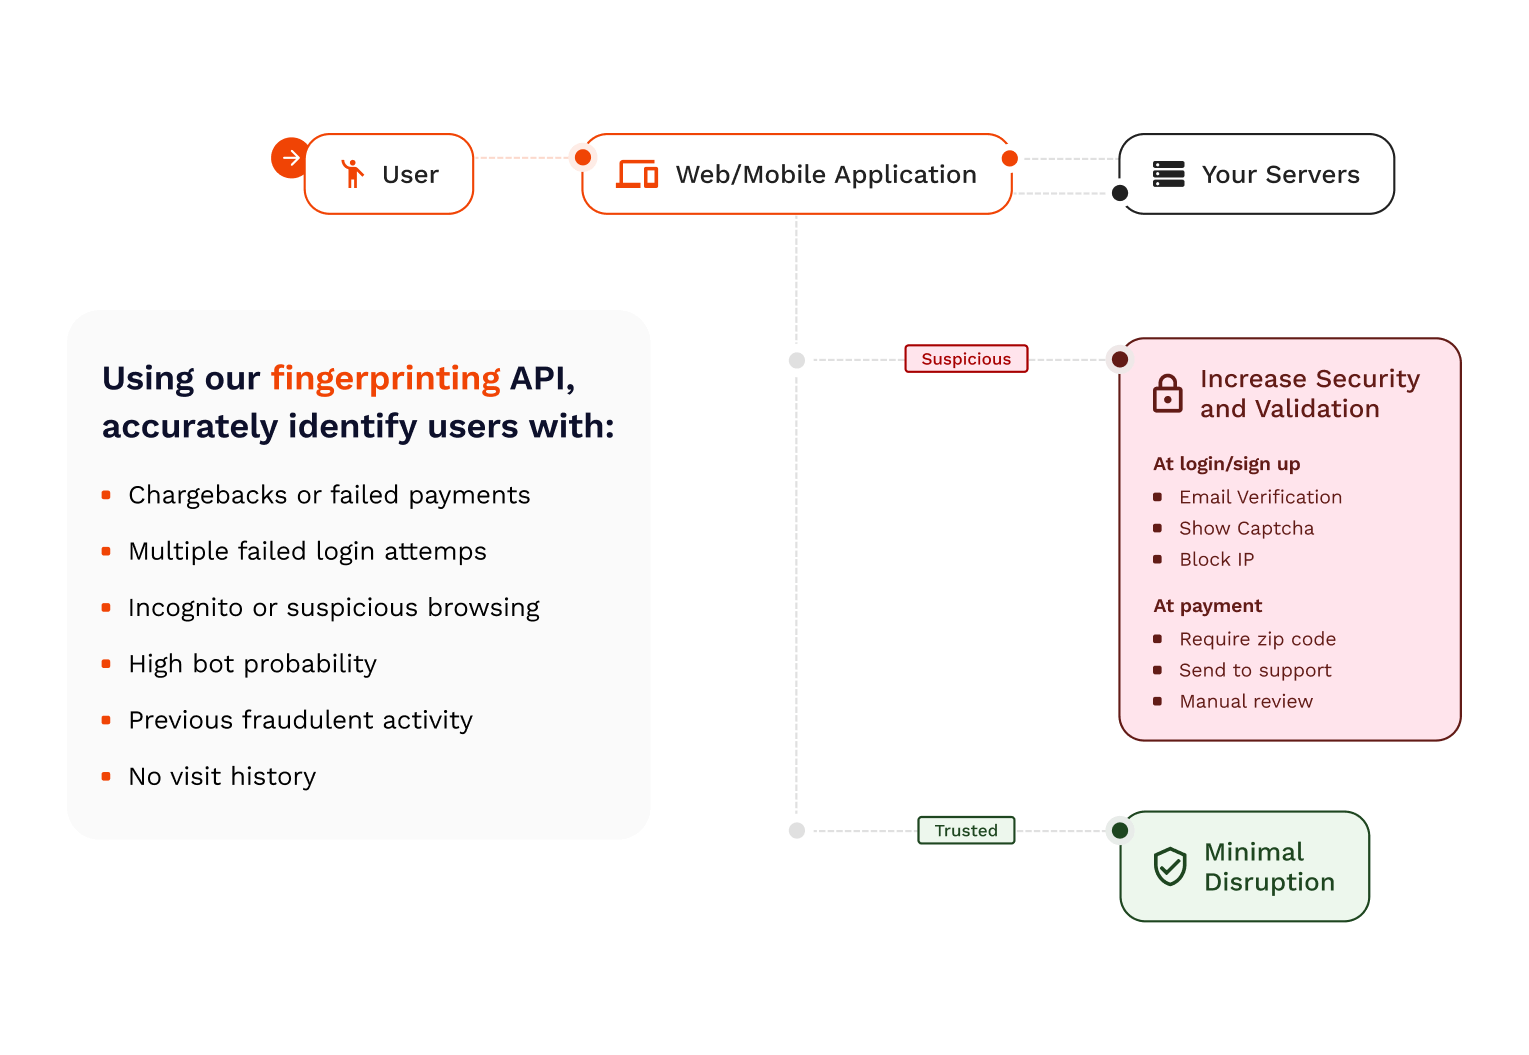 User
Web/Mobile Application
Your Servers
Using our fingerprinting API,
accurately identify users with:
Chargebacks or failed payments
Multiple failed login attemps
Incognito or suspicious browsing
High bot probability
Previous fraudulent activity
No visit history
Suspicious
Increase Security
and Validation
At login/sign up
Email Verification
Show Captcha
Block IP
At payment
Require zip code
Send to support
Manual review
Trusted
Minimal
Disruption